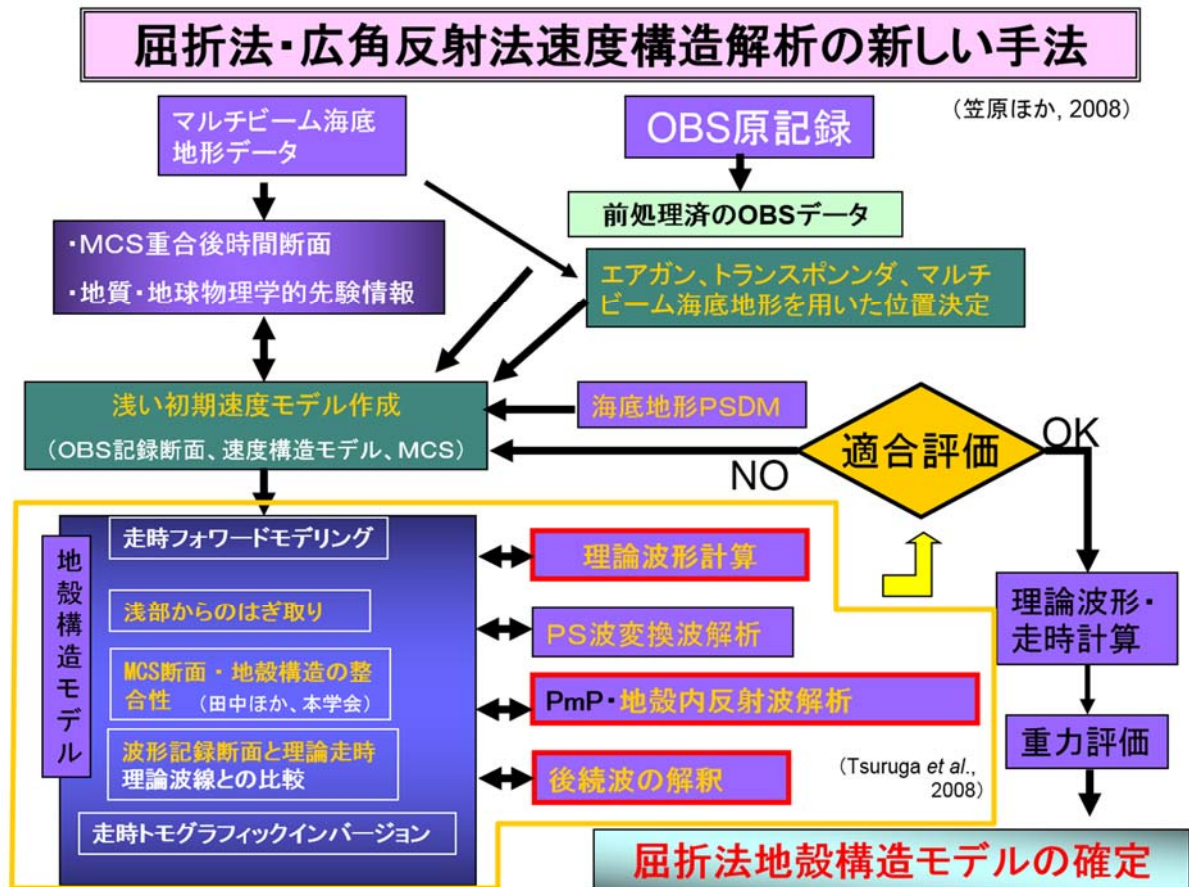 屈折法・広角反射法速度構造解析の新しい手法
(笠原ほか, 2008)
マルチビーム海底
地形データ
OBS原記録
前処理済のOBSデータ
・MCS重合後時間断面
・地質・地球物理学的先験情報
エアガン、トランスポンンダ、マルチ
ビーム海底地形を用いた位置決定
浅い初期速度モデル作成
(OBS記録断面、速度構造モデル、MCS)
海底地形PSDM
適合評価
OK
NO
地殻構造モデル
走時フォワードモデリング
浅部からのはぎ取り
MCS断面・地殻構造の整
合性 (田中ほか、本学会)
波形記録断面と理論走時
理論波線との比較
走時トモグラフィックインバージョン
理論波形計算
PS波変換波解析
PmP・地殻内反射波解析
後続波の解釈
(Tsuruga et al.,
2008)
理論波形・
走時計算
重力評価
屈折法地殻構造モデルの確定